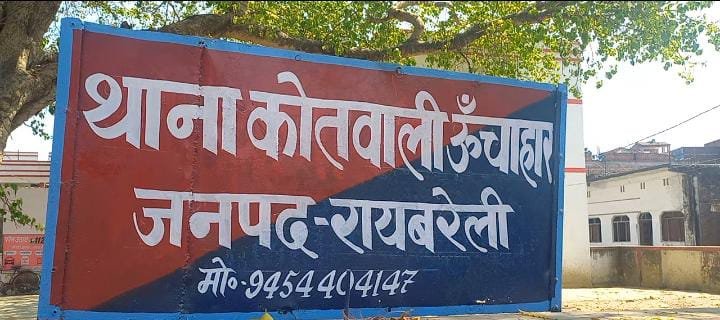 थाना कोतवाली ऊँचाहार
जनपद-रायबरेली
मो॰-9454404147